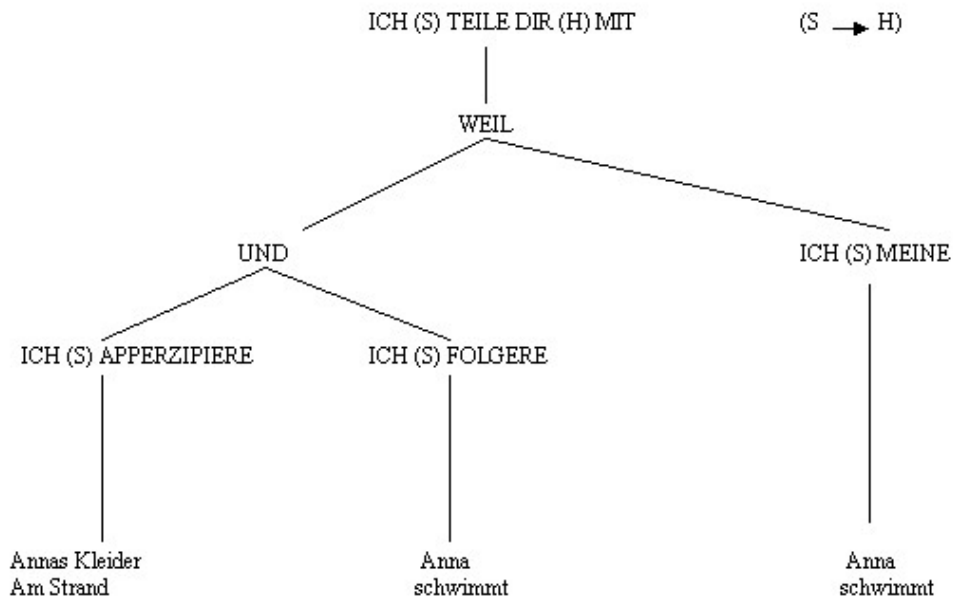 ICH (S) TEILE DIR (H) MIT (S → H)
WEIL
UND ICH (S) MEINE
ICH (S) APPERZIPIERE ICH (S) FOLGERE
Annas Kleider Anna Anna
Am Strand schwimmt schwimmt